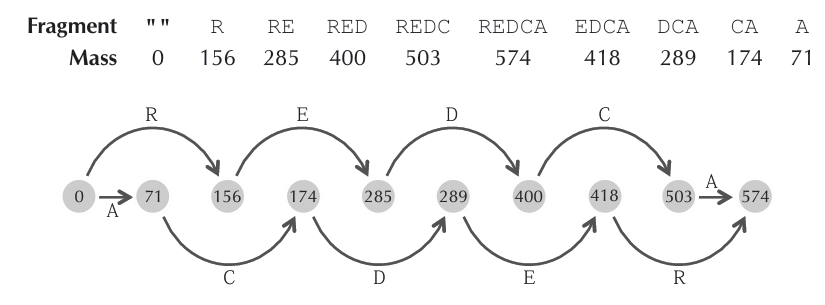 Fragment "" R RE RED REDC REDCA EDCA DCA CA A
Mass 0 156 285 400 503 574 418 289 174 71
R E D C
0 71 156 174 285 289 400 418 503 574
A A
C D E R